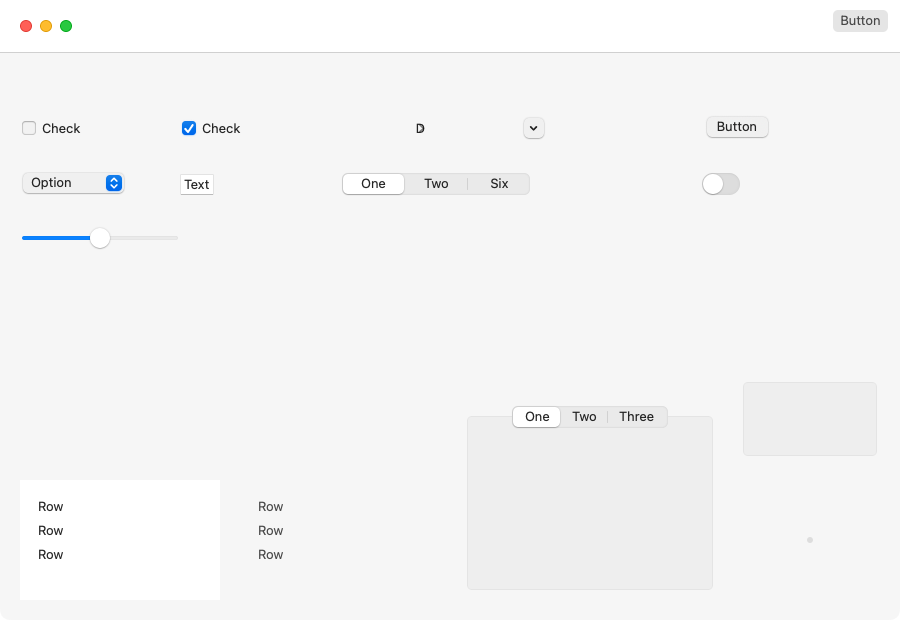 Button
Check
Check
Button
Option
Text
One Two Six
One Two Three
Row
Row
Row
Row
Row
Row